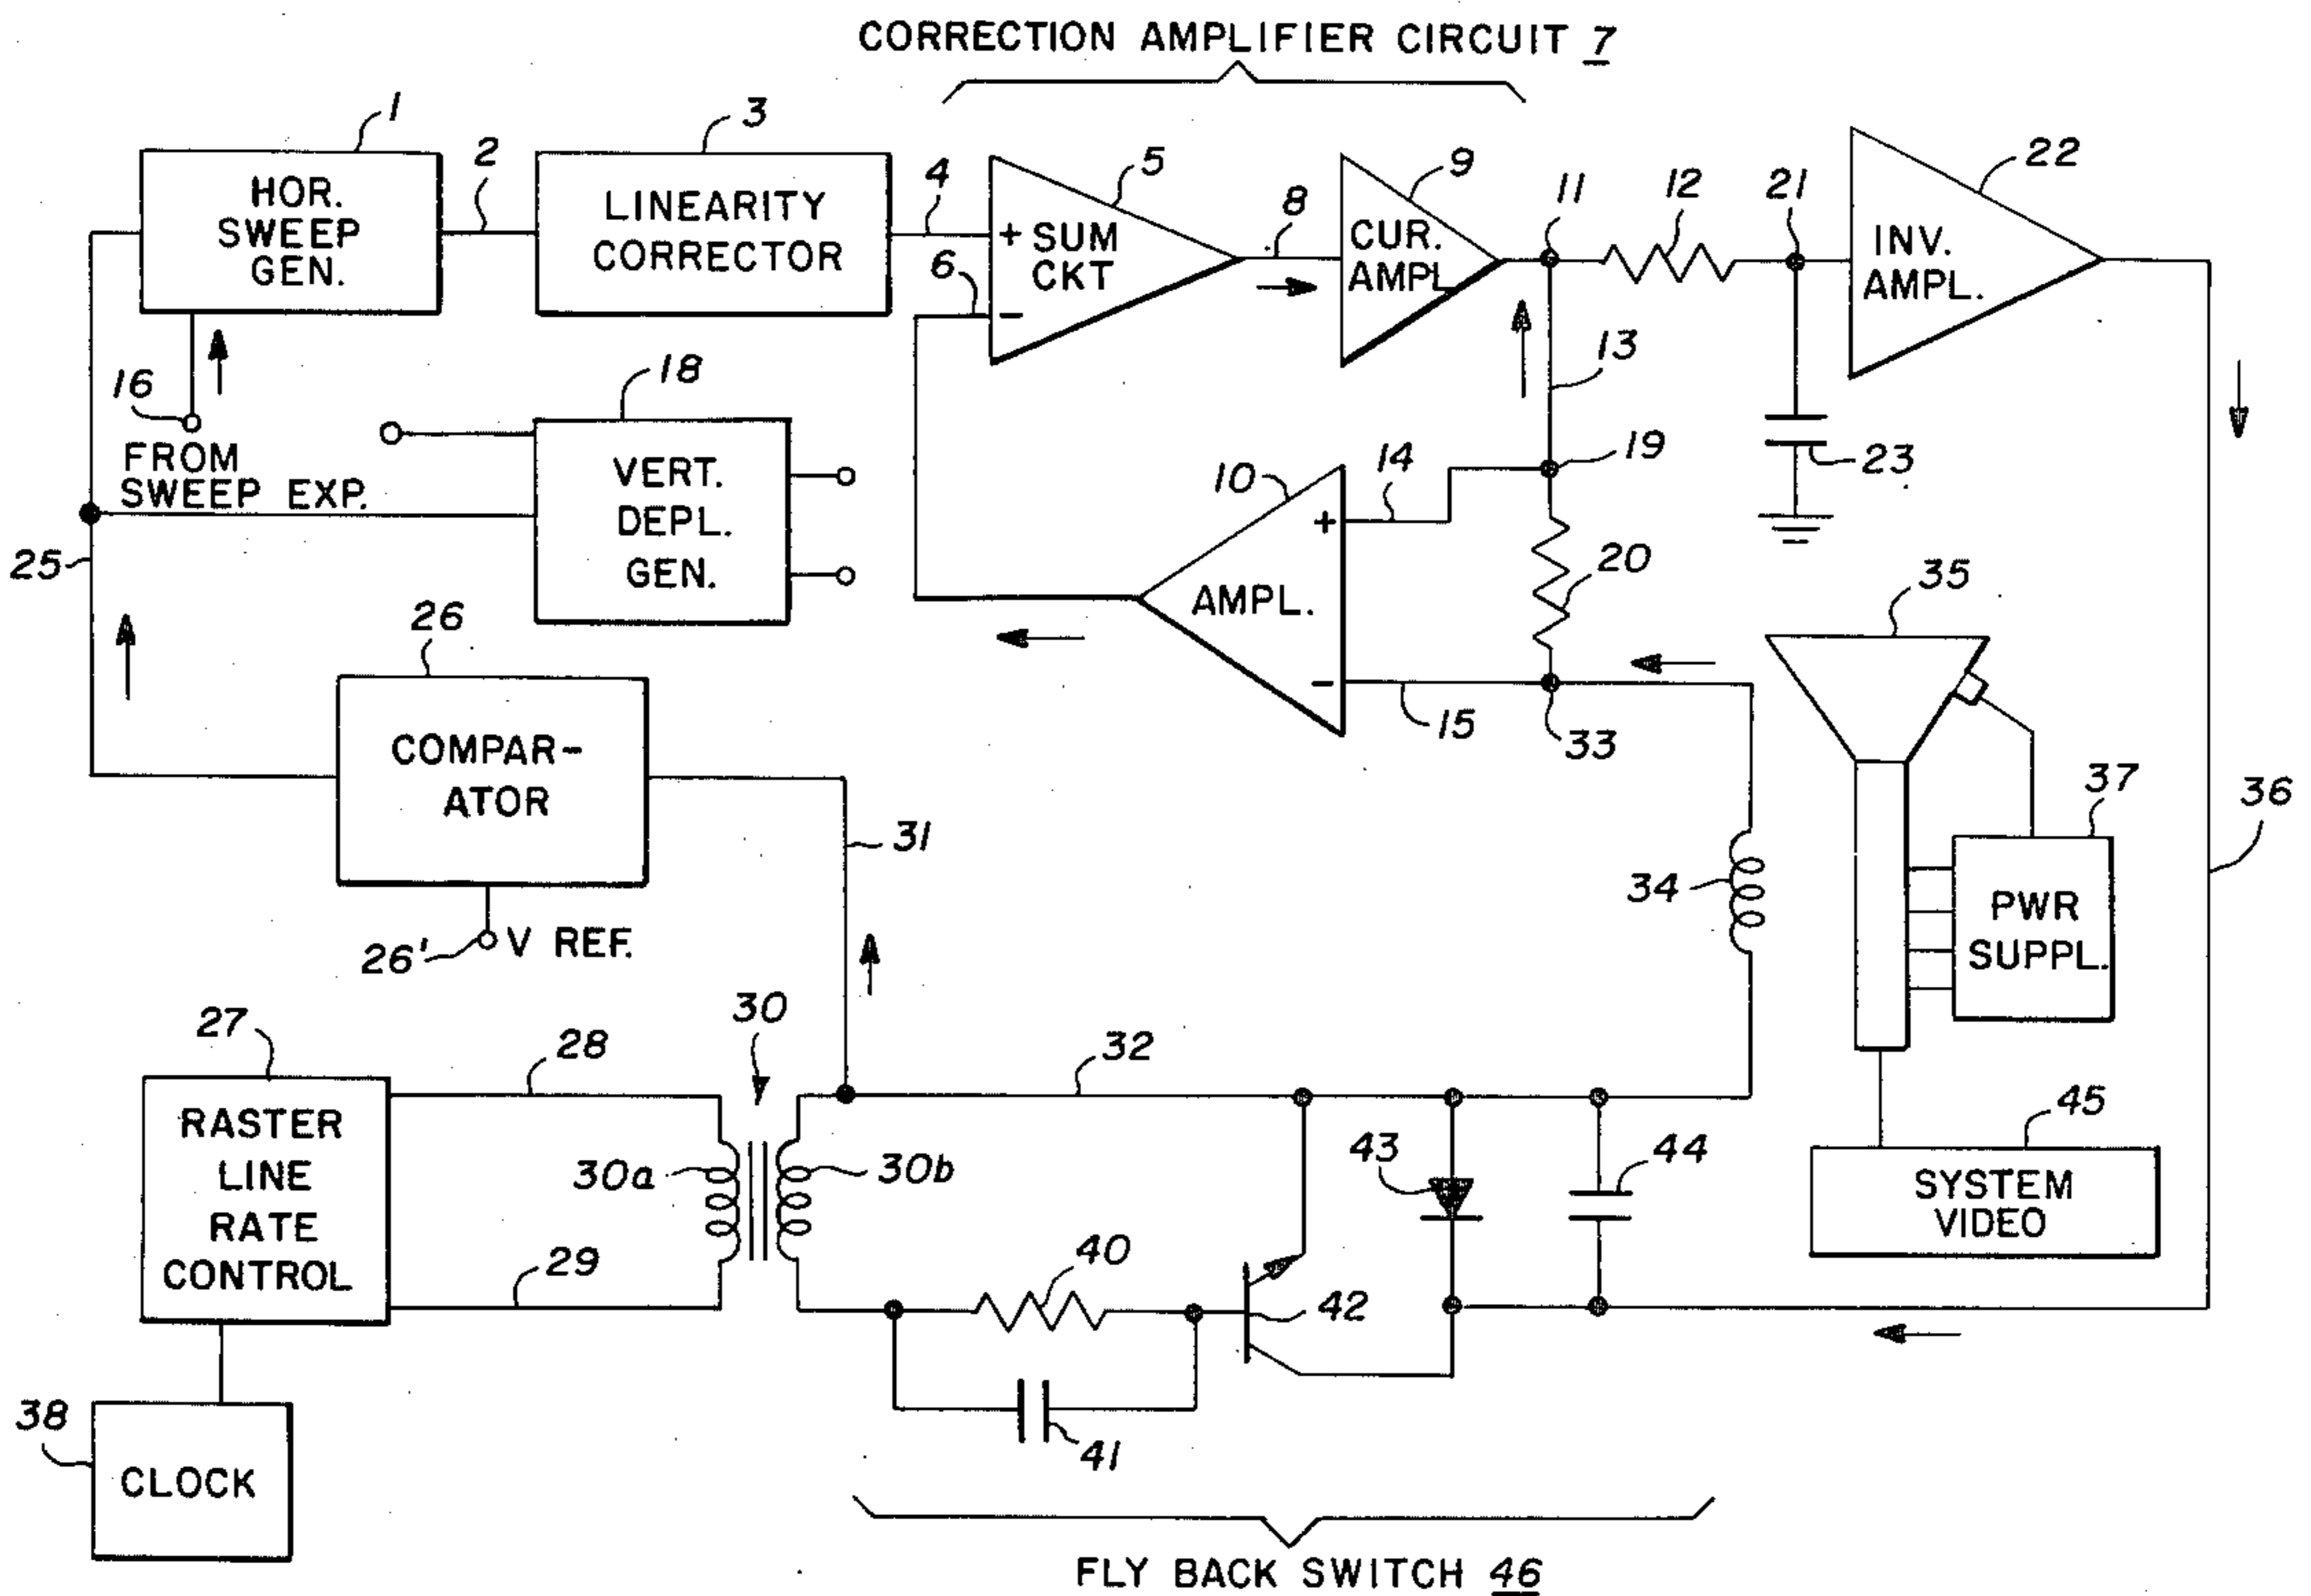 CORRECTION AMPLIFIER CIRCUIT 7
1
HOR.
SWEEP
GEN.
2
3
LINEARITY
CORRECTOR
4
6
5
+ SUM
CKT
-
8
9
CUR.
AMPL
11
12
21
22
INV.
AMPL.
13
16
FROM
SWEEP EXP.
18
VERT.
DEPL.
GEN.
10
14
19
23
+
AMPL.
-
20
15
33
25
26
COMPAR-
ATOR
26' V REF.
31
34
35
37
PWR
SUPPL.
36
27
RASTER
LINE
RATE
CONTROL
28
29
30
30a
30b
32
40
41
42
43
44
45
SYSTEM
VIDEO
38
CLOCK
FLY BACK SWITCH 46